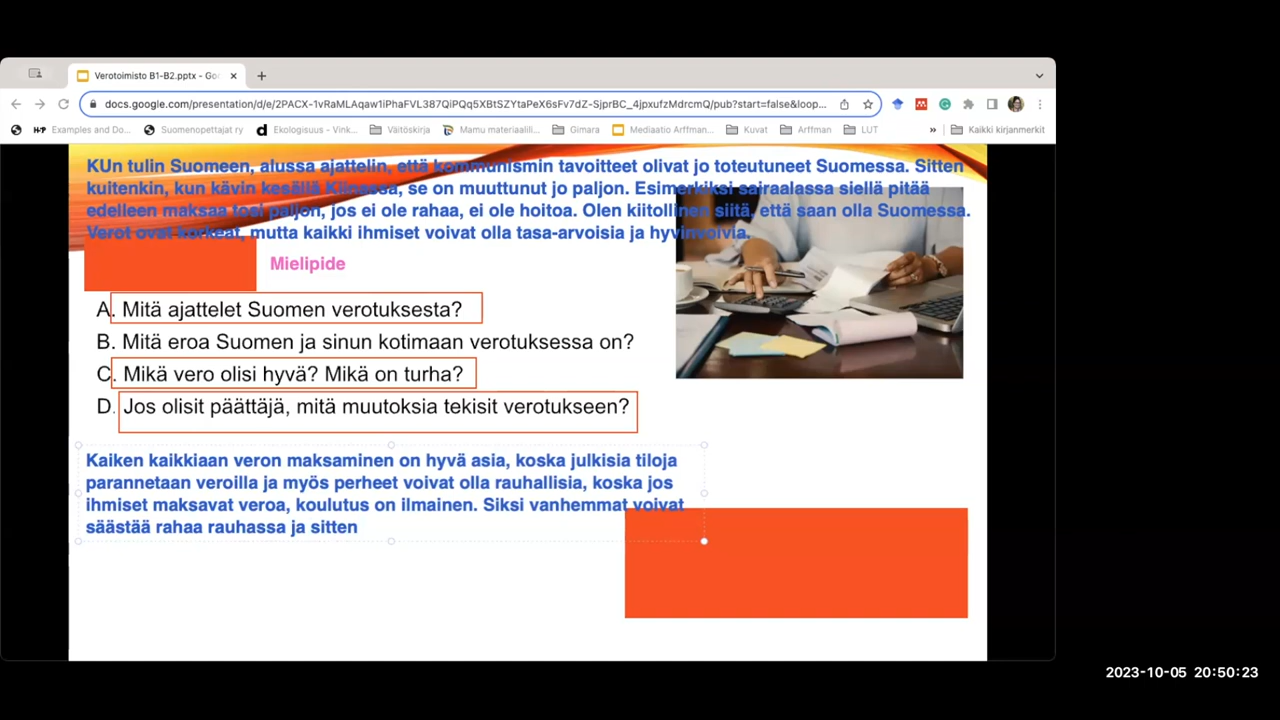 Verotoimisto B1-B2.pptx - Go
docs.google.com/presentation/d/e/2PACX-1vRaMLAqaw1iPhaFVL387QiPQq5XBtSZYtaPeX6sFv7dZ-SjprBC_4jpxufzMdrcmQ/pub?start=false&loop...
Examples and Do...
Suomenopettajat ry
Ekologisuus - Vink...
Väitöskirja
Mamu materiaalil...
Gimara
Mediaatio Arffman...
Kuvat
Arffman
LUT
»
Kaikki kirjanmerkit
KUn tulin Suomeen, alussa ajattelin, että kommunismin tavoitteet olivat jo toteutuneet Suomessa. Sitten
kuitenkin, kun kävin kesällä Kiinassa, se on muuttunut jo paljon. Esimerkiksi sairaalassa siellä pitää
edelleen maksaa tosi paljon, jos ei ole rahaa, ei ole hoitoa. Olen kiitollinen siitä, että saan olla Suomessa.
Verot ovat korkeat, mutta kaikki ihmiset voivat olla tasa-arvoisia ja hyvinvoivia.
Mielipide
A. Mitä ajattelet Suomen verotuksesta?
B. Mitä eroa Suomen ja sinun kotimaan verotuksessa on?
C. Mikä vero olisi hyvä? Mikä on turha?
D. Jos olisit päättäjä, mitä muutoksia tekisit verotukseen?
Kaiken kaikkiaan veron maksaminen on hyvä asia, koska julkisia tiloja
parannetaan veroilla ja myös perheet voivat olla rauhallisia, koska jos
ihmiset maksavat veroa, koulutus on ilmainen. Siksi vanhemmat voivat
säästää rahaa rauhassa ja sitten
2023-10-05 20:50:23